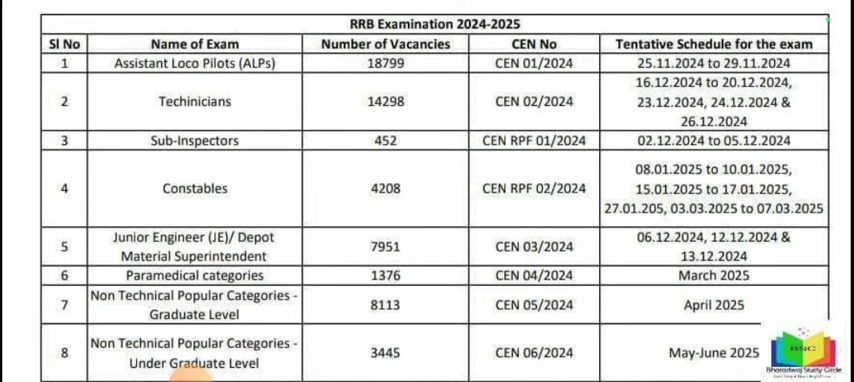 RRB Examination 2024-2025
Sl No Name of Exam Number of Vacancies CEN No Tentative Schedule for the exam
1 Assistant Loco Pilots (ALPs) 18799 CEN 01/2024 25.11.2024 to 29.11.2024
2 Techinicians 14298 CEN 02/2024 16.12.2024 to 20.12.2024,
23.12.2024, 24.12.2024 &
26.12.2024
3 Sub-Inspectors 452 CEN RPF 01/2024 02.12.2024 to 05.12.2024
4 Constables 4208 CEN RPF 02/2024 08.01.2025 to 10.01.2025,
15.01.2025 to 17.01.2025,
27.01.205, 03.03.2025 to 07.03.2025
5 Junior Engineer (JE)/ Depot
Material Superintendent 7951 CEN 03/2024 06.12.2024, 12.12.2024 &
13.12.2024
6 Paramedical categories 1376 CEN 04/2024 March 2025
7 Non Technical Popular Categories -
Graduate Level 8113 CEN 05/2024 April 2025
8 Non Technical Popular Categories -
Under Graduate Level 3445 CEN 06/2024 May-June 2025
BSC
Bharadwaj Study Circle